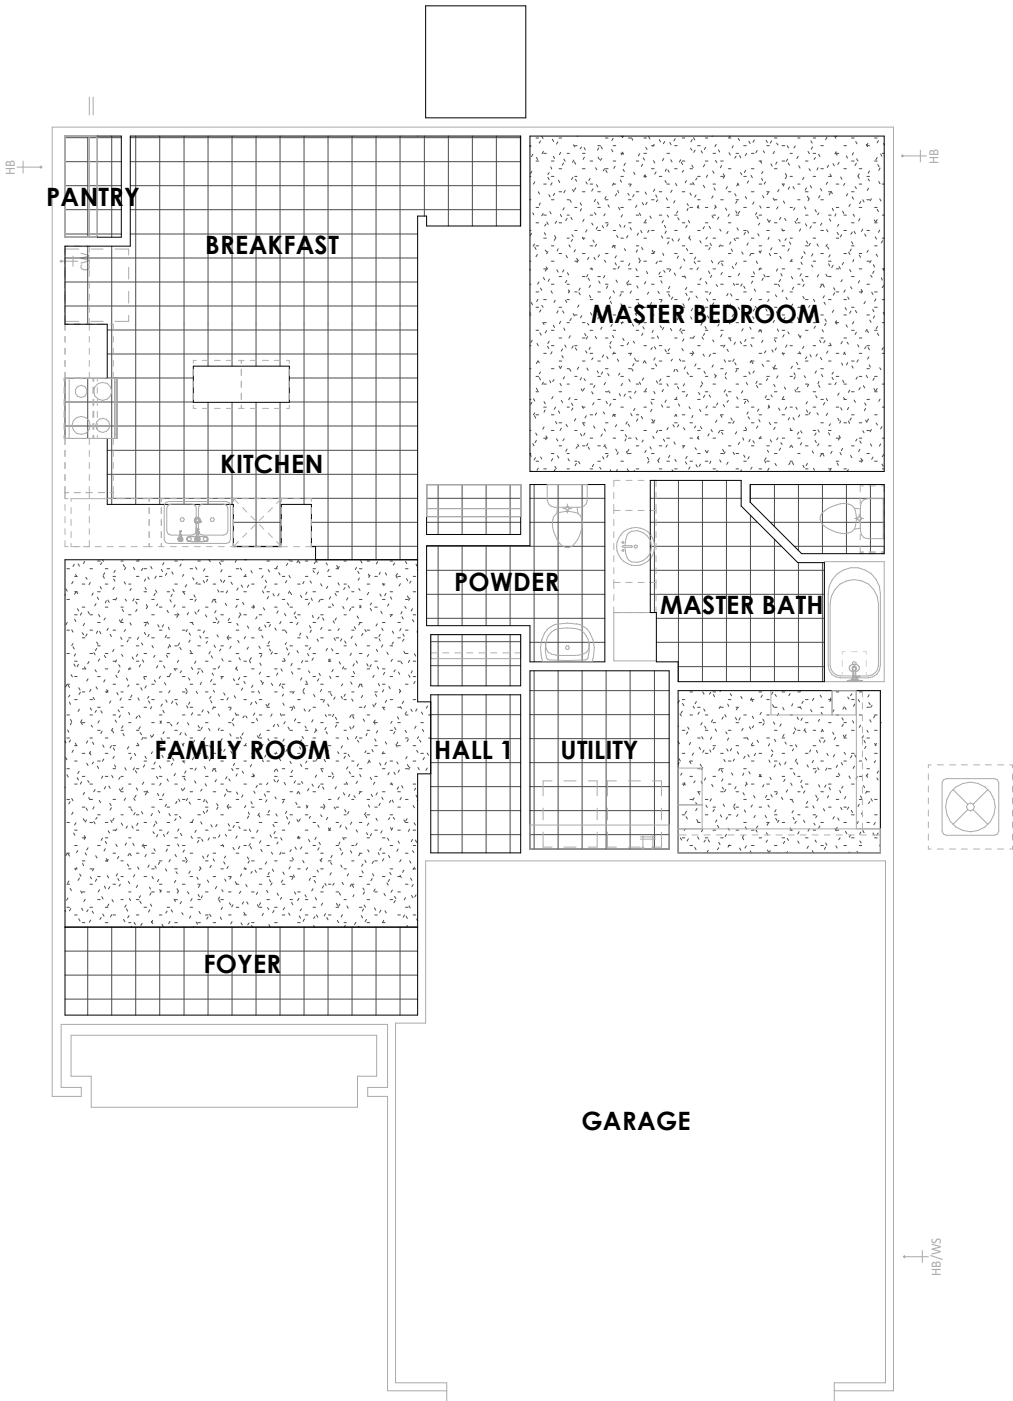 HB
HB
PANTRY
BREAKFAST
CW
MASTER BEDROOM
KITCHEN
POWDER
MASTER BATH
FAMILY ROOM
HALL 1
UTILITY
FOYER
GARAGE
HB/WS